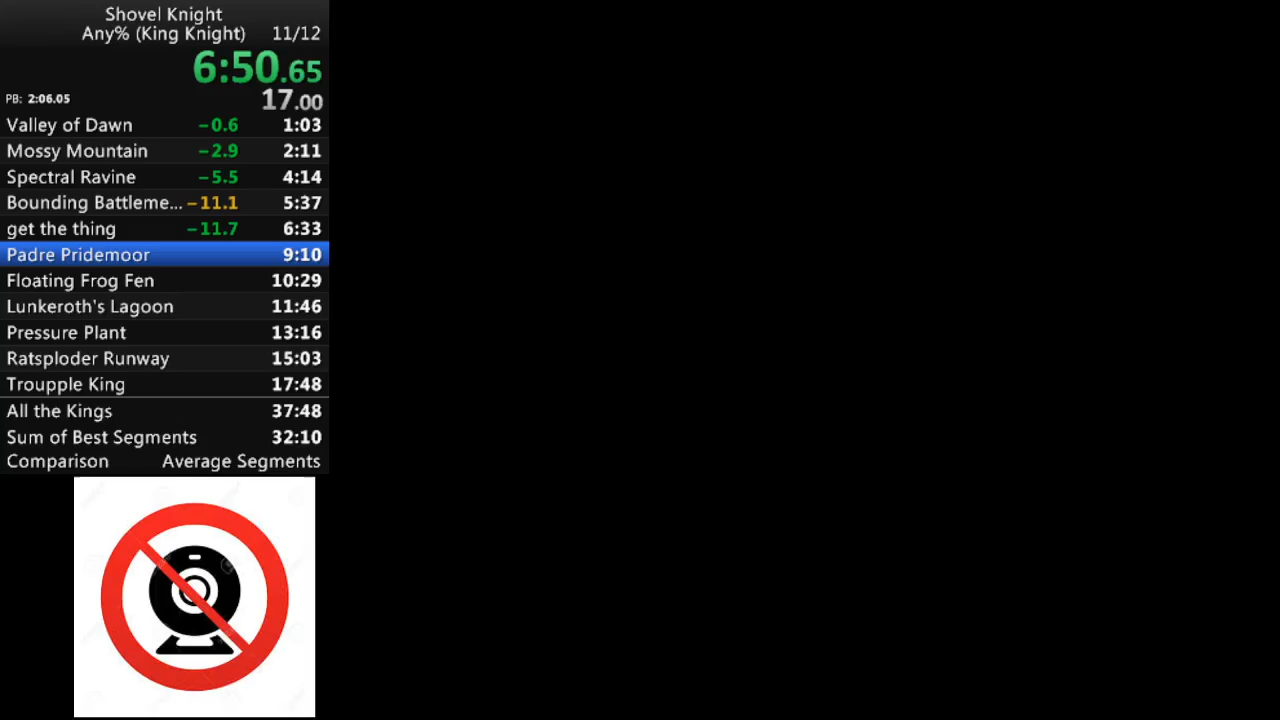 Shovel Knight
Any% (King Knight) 11/12
6:50.65
PB: 2:06.05 17.00
Valley of Dawn -0.6 1:03
Mossy Mountain -2.9 2:11
Spectral Ravine -5.5 4:14
Bounding Battleme... -11.1 5:37
get the thing -11.7 6:33
Padre Pridemoor 9:10
Floating Frog Fen 10:29
Lunkeroth's Lagoon 11:46
Pressure Plant 13:16
Ratsploder Runway 15:03
Troupple King 17:48
All the Kings 37:48
Sum of Best Segments 32:10
Comparison Average Segments